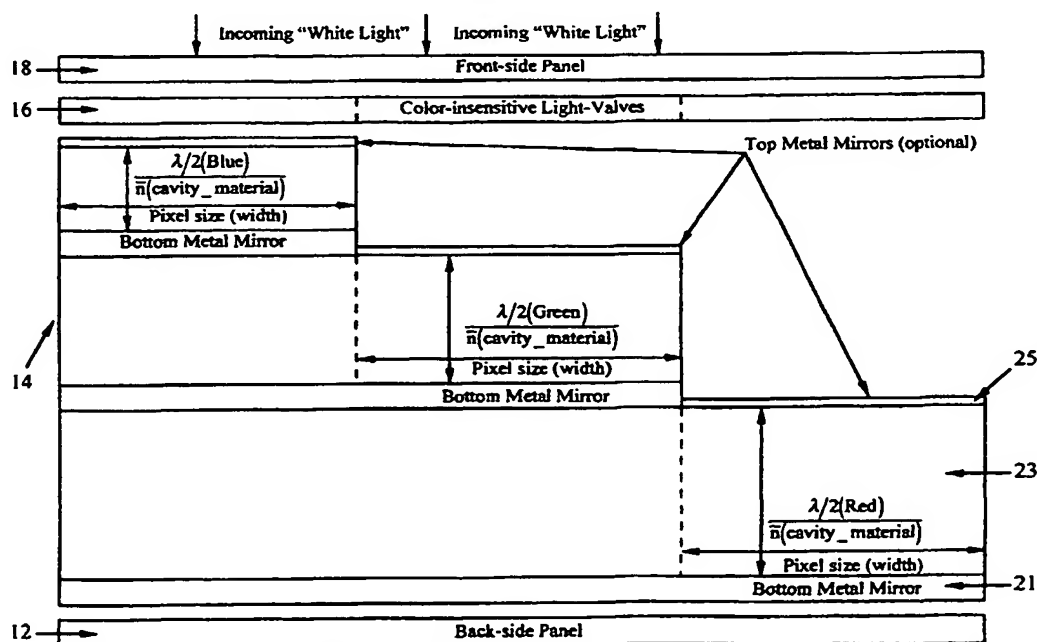 Incoming “White Light” Incoming “White Light”
18
Front-side Panel
16
Color-insensitive Light-Valves
Top Metal Mirrors (optional)
λ/2(Blue)
n̅(cavity_material)
Pixel size (width)
Bottom Metal Mirror
λ/2(Green)
n̅(cavity_material)
Pixel size (width)
14
25
Bottom Metal Mirror
23
λ/2(Red)
n̅(cavity_material)
Pixel size (width)
Bottom Metal Mirror
21
12
Back-side Panel